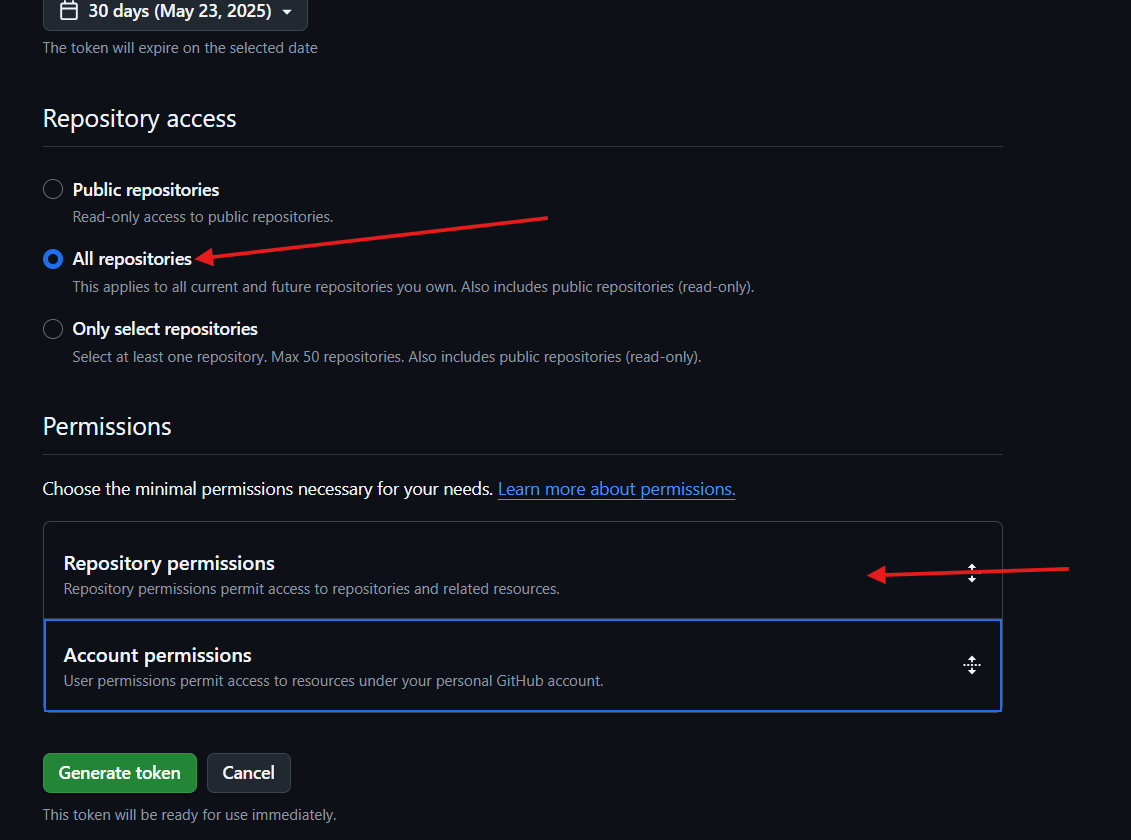 30 days (May 23, 2025)
The token will expire on the selected date
Repository access
Public repositories
Read-only access to public repositories.
All repositories
This applies to all current and future repositories you own. Also includes public repositories (read-only).
Only select repositories
Select at least one repository. Max 50 repositories. Also includes public repositories (read-only).
Permissions
Choose the minimal permissions necessary for your needs. Learn more about permissions.
Repository permissions
Repository permissions permit access to repositories and related resources.
Account permissions
User permissions permit access to resources under your personal GitHub account.
Generate token Cancel
This token will be ready for use immediately.